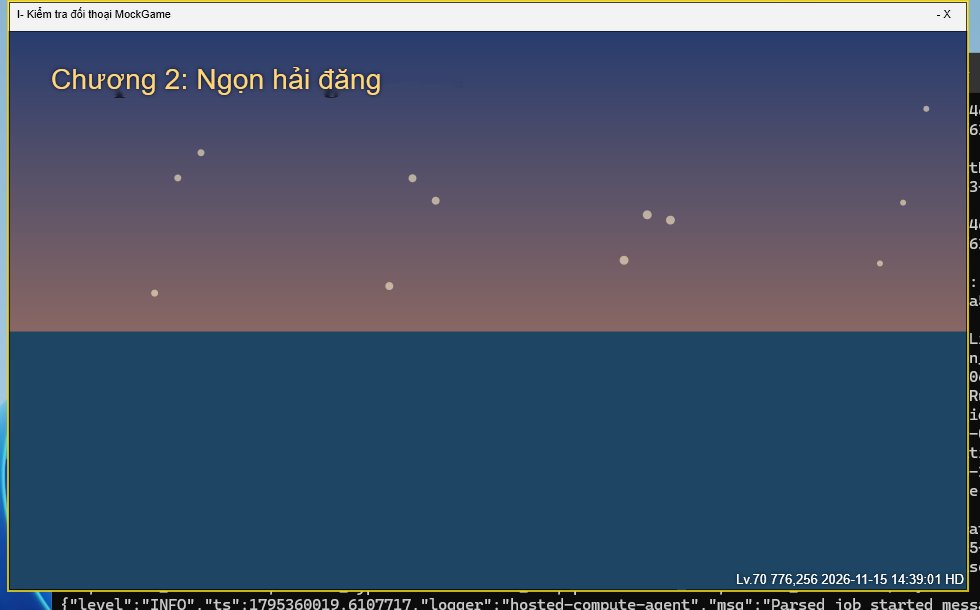 I- Kiểm tra đối thoại MockGame
- X
Chương 2: Ngọn hải đăng
Lv.70 776,256 2026-11-15 14:39:01 HD
{"level":"INFO","ts":1795360019.6107717,"logger":"hosted-compute-agent","msg":"Parsed job started mes